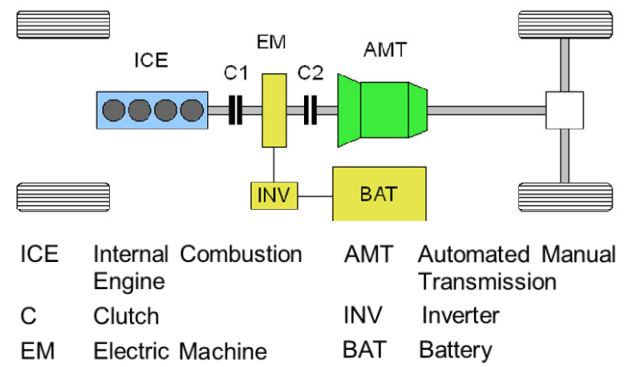 EM
ICE
AMT
C1
C2
INV
BAT
ICE Internal Combustion Engine
AMT Automated Manual Transmission
C Clutch
INV Inverter
EM Electric Machine
BAT Battery